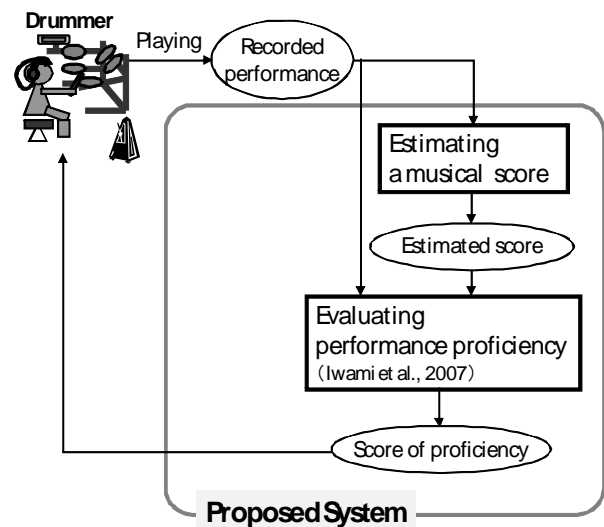 Drummer
Playing
Recorded
performance
Estimating
a musical score
Estimated score
Evaluating
performance proficiency
(Iwami et al., 2007)
Score of proficiency
Proposed System